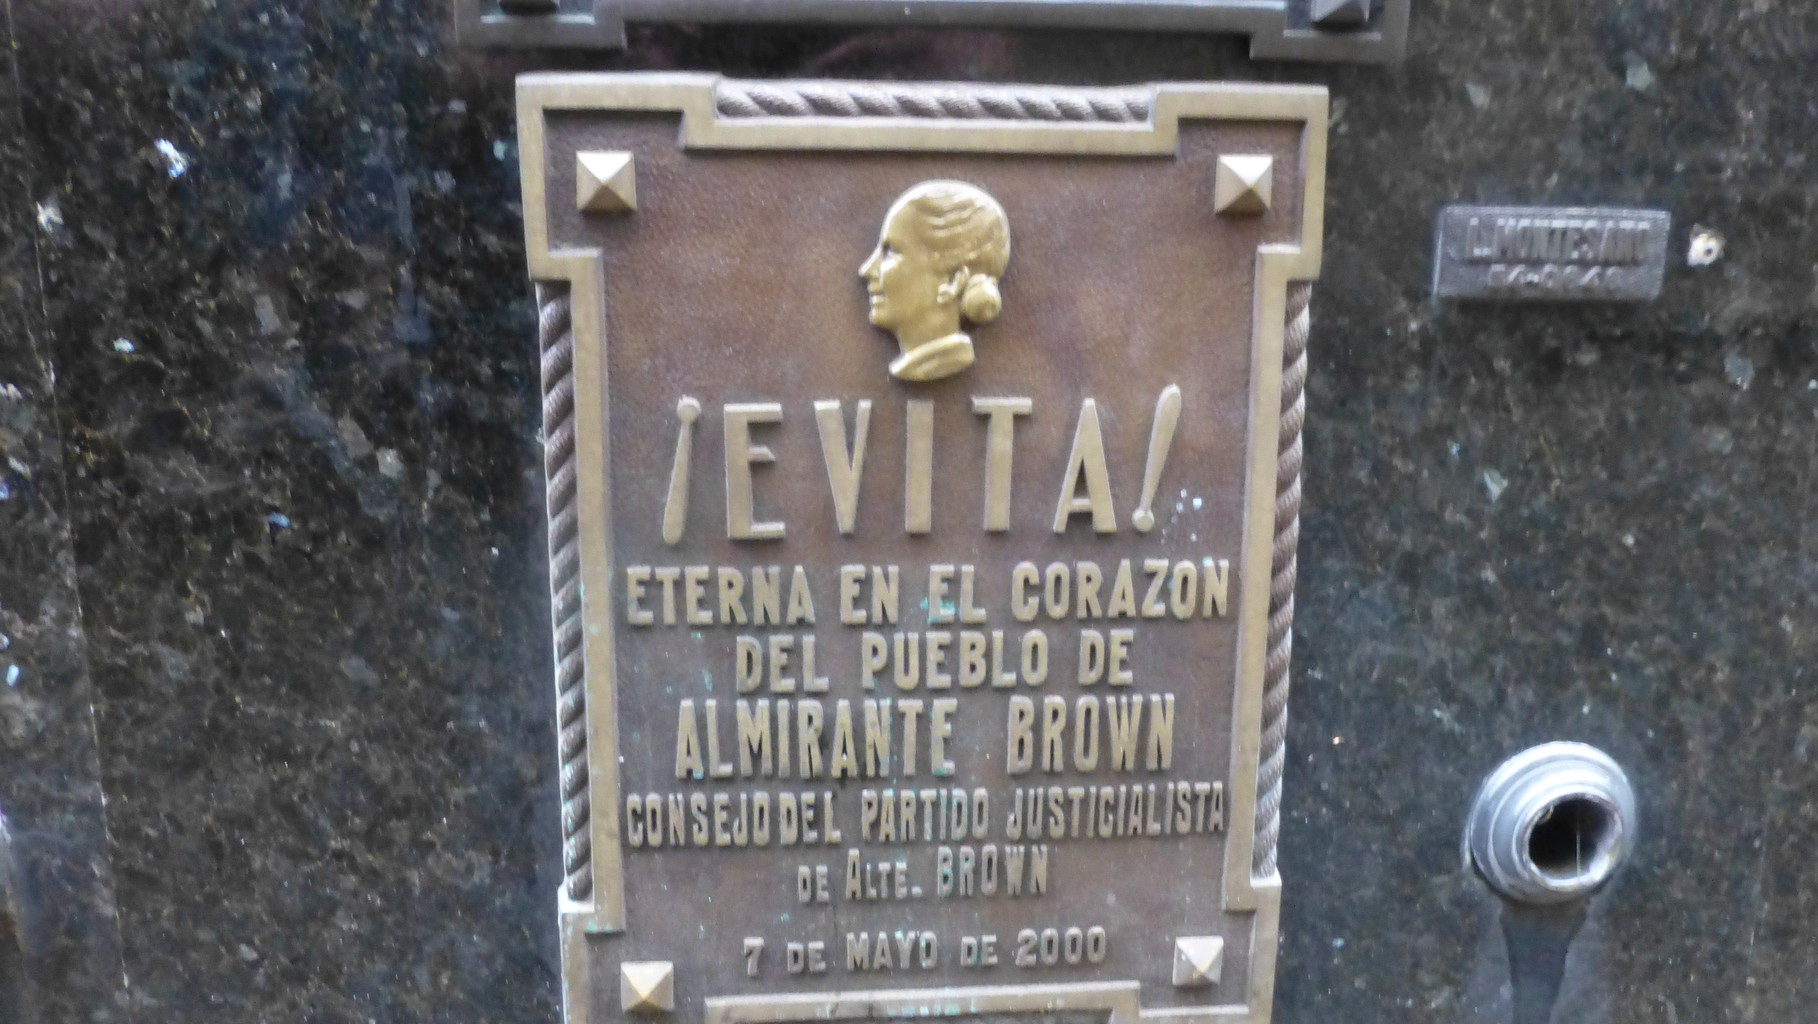 ¡EVITA!
ETERNA EN EL CORAZON
DEL PUEBLO DE
ALMIRANTE BROWN
CONSEJO DEL PARTIDO JUSTICIALISTA
DE ALTE. BROWN
7 DE MAYO DE 2000
L. MONTESANO